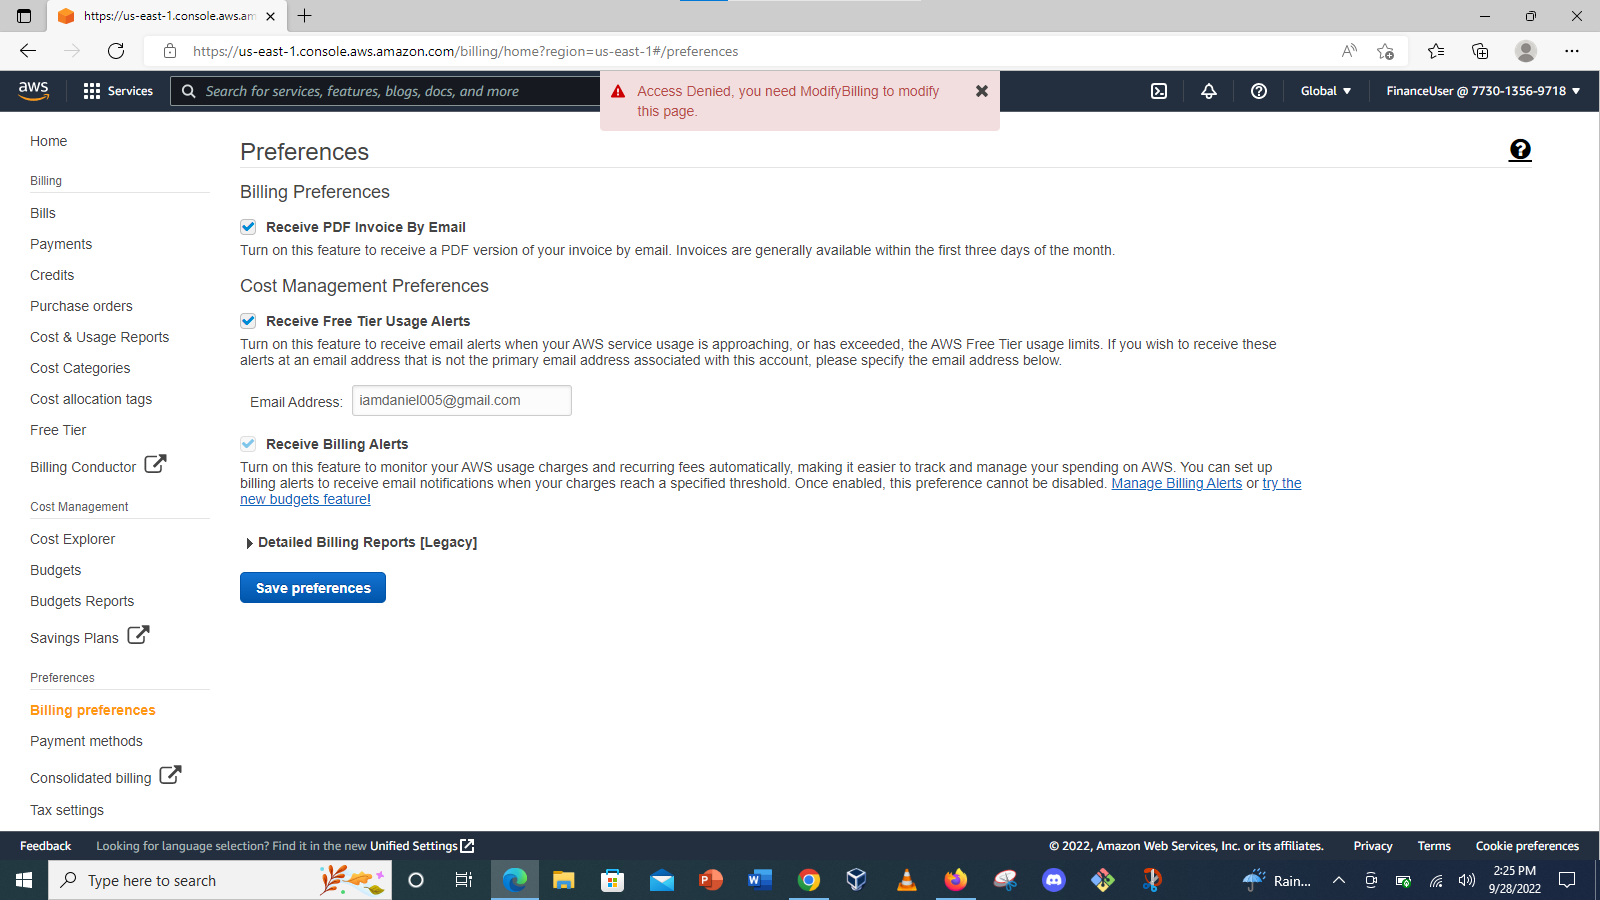 https://us-east-1.console.aws.am
https://us-east-1.console.aws.amazon.com/billing/home?region=us-east-1#/preferences
aws
Services
Search for services, features, blogs, docs, and more
Access Denied, you need ModifyBilling to modify
this page.
Global
FinanceUser @ 7730-1356-9718
Home
Billing
Bills
Payments
Credits
Purchase orders
Cost & Usage Reports
Cost Categories
Cost allocation tags
Free Tier
Billing Conductor
Cost Management
Cost Explorer
Budgets
Budgets Reports
Savings Plans
Preferences
Billing preferences
Payment methods
Consolidated billing
Tax settings
Preferences
Billing Preferences
Receive PDF Invoice By Email
Turn on this feature to receive a PDF version of your invoice by email. Invoices are generally available within the first three days of the month.
Cost Management Preferences
Receive Free Tier Usage Alerts
Turn on this feature to receive email alerts when your AWS service usage is approaching, or has exceeded, the AWS Free Tier usage limits. If you wish to receive these
alerts at an email address that is not the primary email address associated with this account, please specify the email address below.
Email Address: iamdaniel005@gmail.com
Receive Billing Alerts
Turn on this feature to monitor your AWS usage charges and recurring fees automatically, making it easier to track and manage your spending on AWS. You can set up
billing alerts to receive email notifications when your charges reach a specified threshold. Once enabled, this preference cannot be disabled. Manage Billing Alerts or try the
new budgets feature!
Detailed Billing Reports [Legacy]
Save preferences
Feedback
Looking for language selection? Find it in the new Unified Settings
© 2022, Amazon Web Services, Inc. or its affiliates.
Privacy
Terms
Cookie preferences
Type here to search
Rain...
2:25 PM
9/28/2022